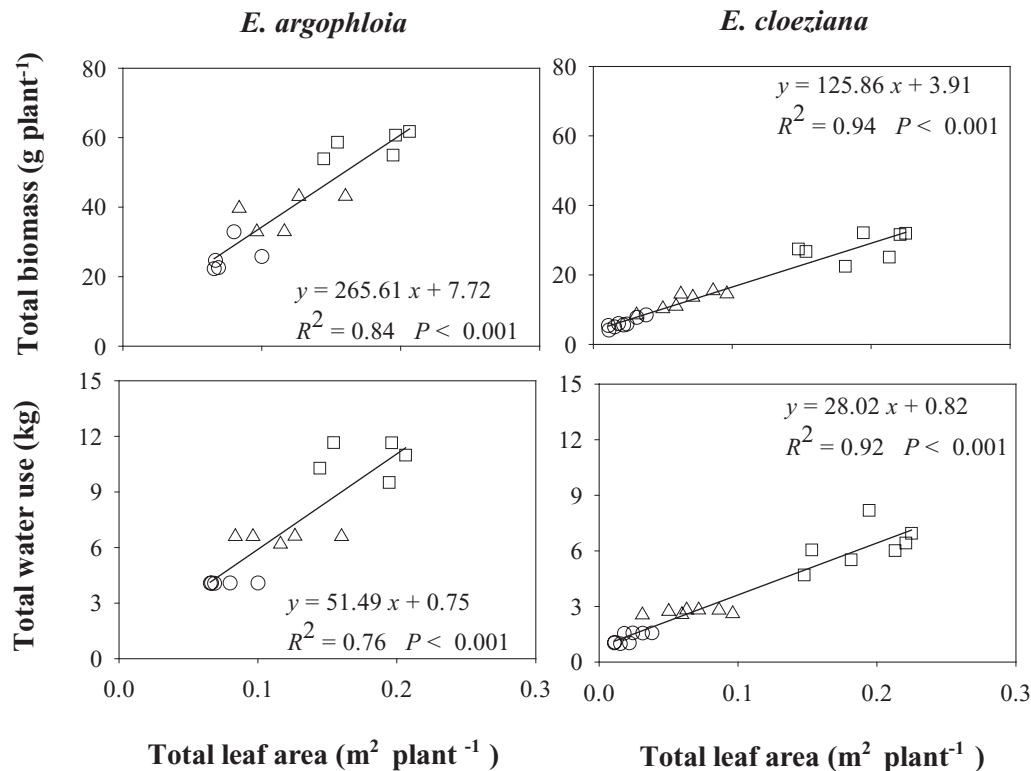 E. argophloia
E. cloeziana
Total biomass (g plant⁻¹)
80
60
40
20
0
y = 265.61 x + 7.72
R² = 0.84 P < 0.001
80
60
40
20
0
y = 125.86 x + 3.91
R² = 0.94 P < 0.001
Total water use (kg)
15
12
9
6
3
0
y = 51.49 x + 0.75
R² = 0.76 P < 0.001
0.0 0.1 0.2 0.3
15
12
9
6
3
0
y = 28.02 x + 0.82
R² = 0.92 P < 0.001
0.0 0.1 0.2 0.3
Total leaf area (m² plant ⁻¹ )
Total leaf area (m² plant⁻¹ )